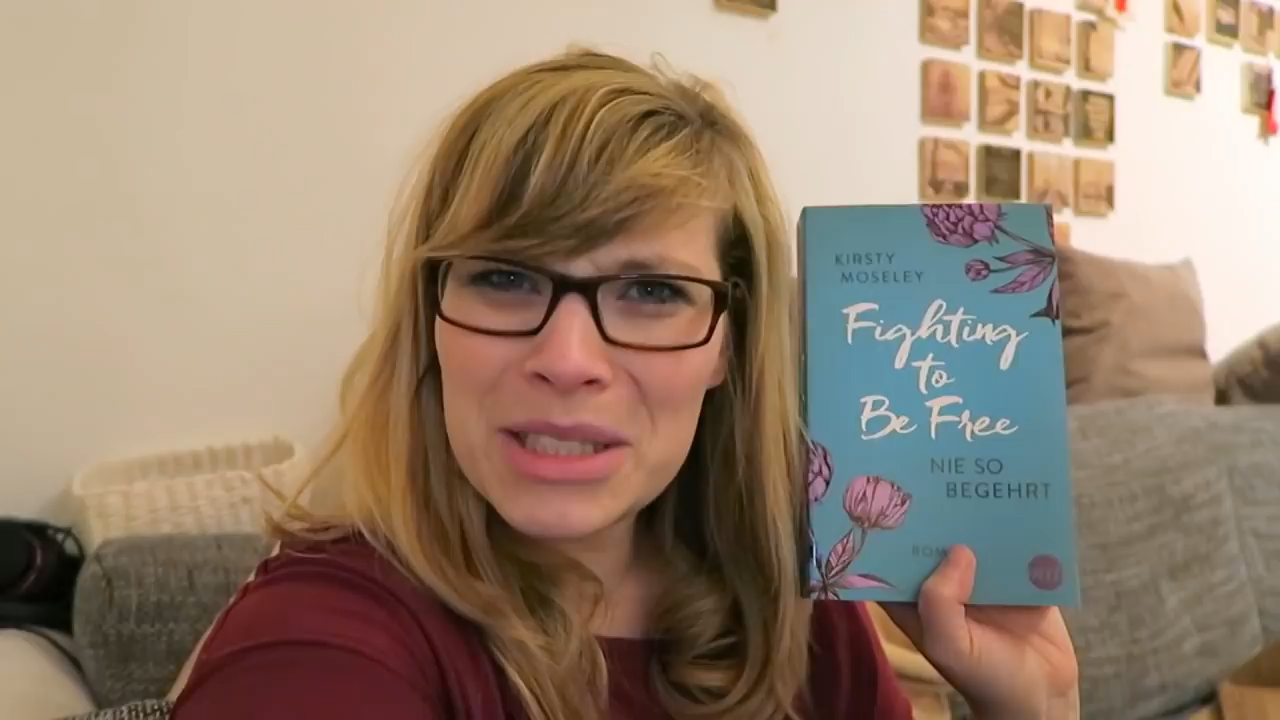 KIRSTY
MOSELEY
Fighting
to
Be Free
NIE SO
BEGEHRT